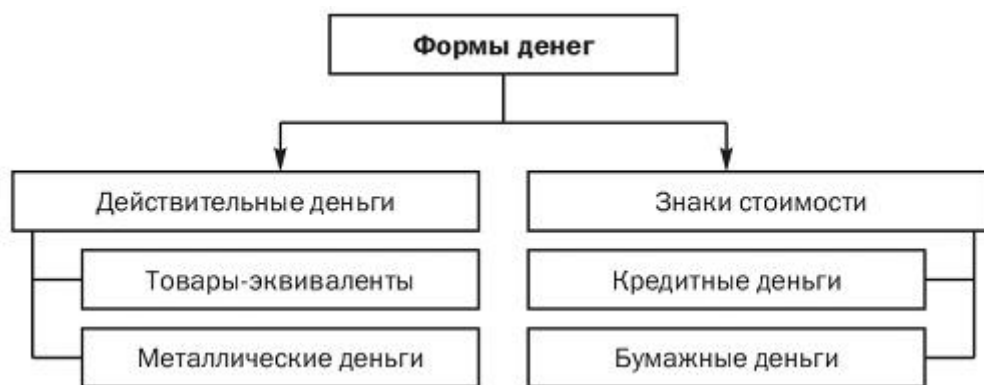 Формы денег
Действительные деньги
Товары-эквиваленты
Металлические деньги
Знаки стоимости
Кредитные деньги
Бумажные деньги